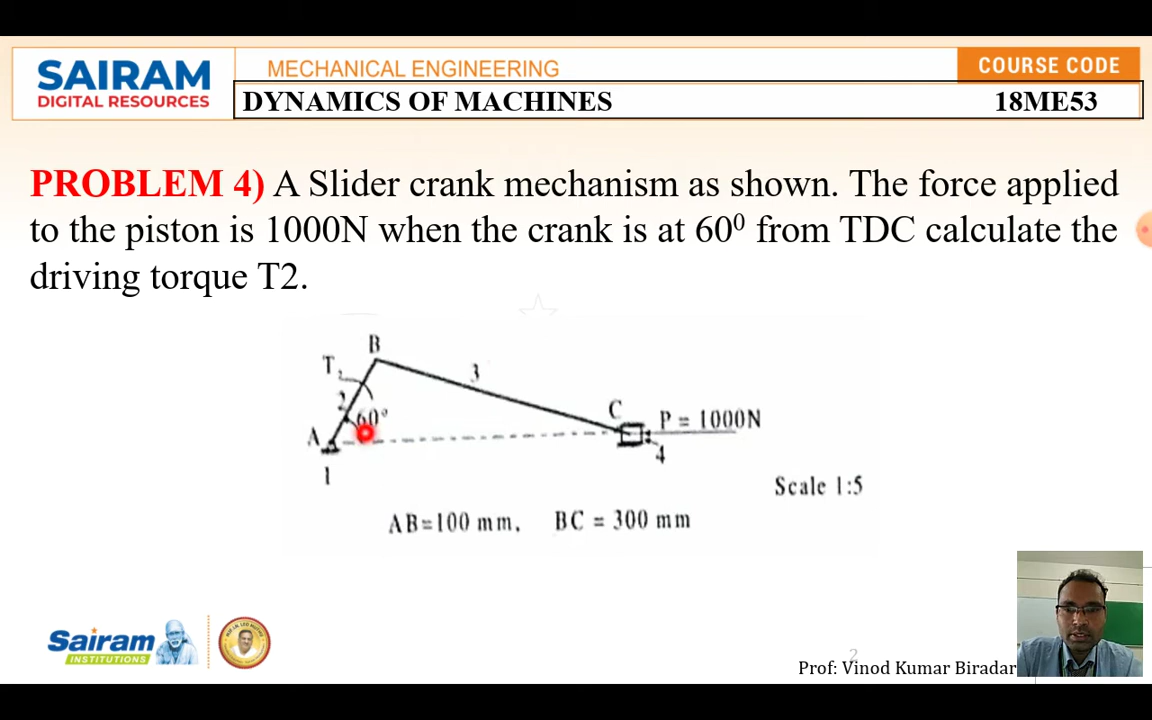 SAIRAM
DIGITAL RESOURCES
MECHANICAL ENGINEERING
COURSE CODE
DYNAMICS OF MACHINES
18ME53
PROBLEM 4) A Slider crank mechanism as shown. The force applied
to the piston is 1000N when the crank is at 60⁰ from TDC calculate the
driving torque T2.
B
T₂
3
2
60°
C
P = 1000N
A
4
1
Scale 1:5
AB=100 mm, BC = 300 mm
Sairam
INSTITUTIONS
2
Prof: Vinod Kumar Biradar